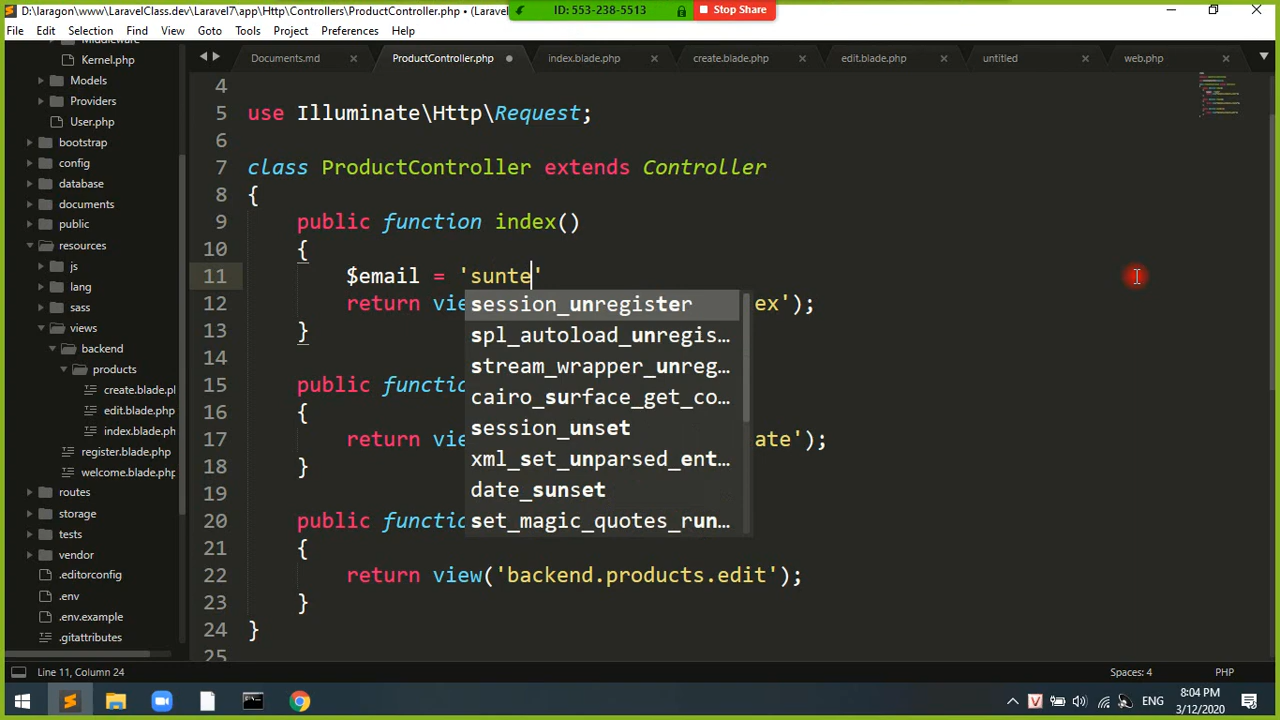 D:\laragon\www\LaravelClass.dev\Laravel7\app\Http\Controllers\ProductController.php • (Larave
ID: 553-238-5513
Stop Share
File Edit Selection Find View Goto Tools Project Preferences Help
Documents.md ProductController.php index.blade.php create.blade.php edit.blade.php untitled web.php
Kernel.php
Models
Providers
User.php
bootstrap
config
database
documents
public
resources
js
lang
sass
views
backend
products
create.blade.pl
edit.blade.php
index.blade.php
register.blade.php
welcome.blade.php
routes
storage
tests
vendor
.editorconfig
.env
.env.example
.gitattributes
4
5 use Illuminate\Http\Request;
6
7 class ProductController extends Controller
8 {
9 public function index()
10 {
11 $email = 'sunte'
12 return vie ex');
13 }
14
15 public functio
16 {
17 return vie ate');
18 }
19
20 public functio
21 {
22 return view('backend.products.edit');
23 }
24 }
25
session_unregister
spl_autoload_unregis…
stream_wrapper_unreg…
cairo_surface_get_co…
session_unset
xml_set_unparsed_ent…
date_sunset
set_magic_quotes_run…
Line 11, Column 24
Spaces: 4
PHP
ENG
8:04 PM
3/12/2020